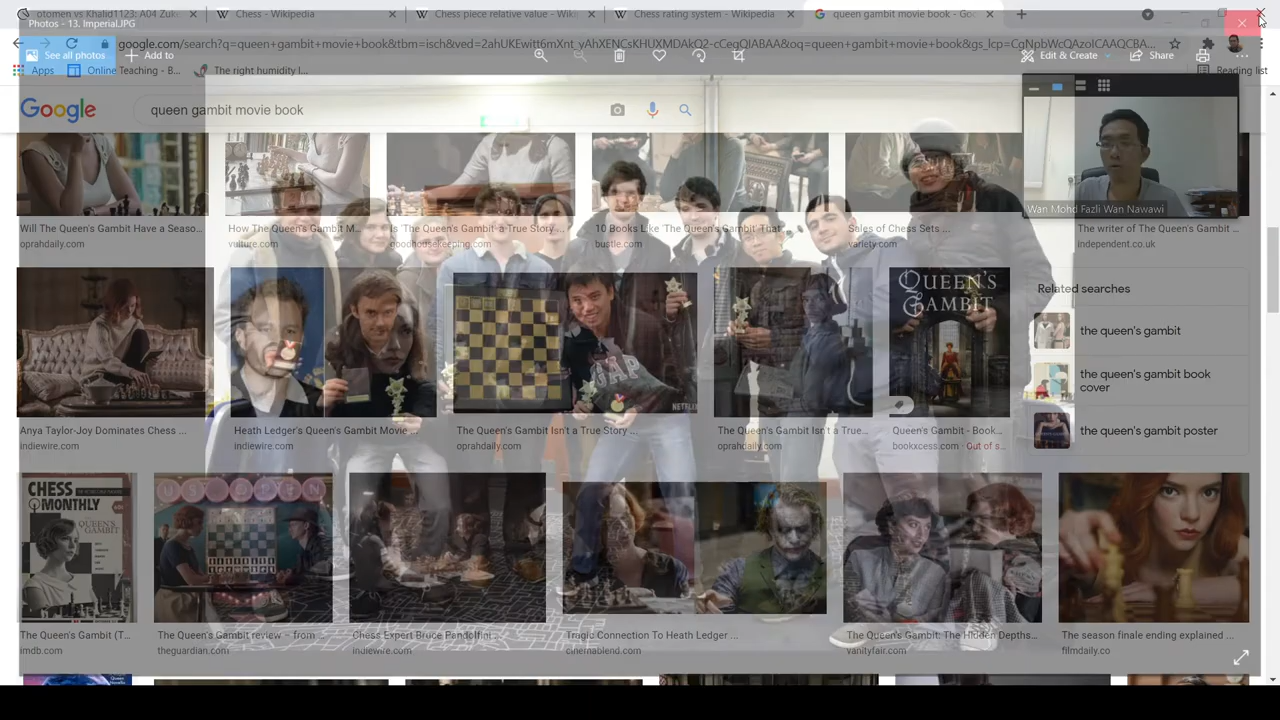 otomen vs Khalid1123: A04 Zuke
Chess - Wikipedia
Chess piece relative value - Wiki
Chess rating system - Wikipedia
queen gambit movie book - Goo
Photos - 13. Imperial.JPG
google.com/search?q=queen+gambit+movie+book&tbm=isch&
See all photos
Add to
Edit & Create
Share
Apps
Online Teaching - B...
The right humidity l...
Reading list
Google
queen gambit movie book
Wan Mohd Fazli Wan Nawawi
Will The Queen's Gambit Have a Seaso...
oprahdaily.com
How The Queen's Gambit M...
vulture.com
Is 'The Queen's Gambit' a True Story ...
goodhousekeeping.com
10 Books Like 'The Queen's Gambit' That
bustle.com
Sales of Chess Sets ...
variety.com
The writer of The Queen's Gambit ...
independent.co.uk
Related searches
the queen's gambit
the queen's gambit book
cover
the queen's gambit poster
QUEEN'S
GAMBIT
GAP
NETFLIX
Anya Taylor-Joy Dominates Chess ...
indiewire.com
Heath Ledger's Queen's Gambit Movie ...
indiewire.com
The Queen's Gambit Isn't a True Story ...
oprahdaily.com
The Queen's Gambit Isn't a True...
oprahdaily.com
Queen's Gambit - Book...
bookxcess.com · Out of s...
CHESS
MONTHLY
QUEEN'S
GAMBIT
The Queen's Gambit (T...
imdb.com
The Queen's Gambit review – from
theguardian.com
Chess Expert Bruce Pandolfini...
indiewire.com
Tragic Connection To Heath Ledger ...
cinemablend.com
The Queen's Gambit: The Hidden Depths...
vanityfair.com
The season finale ending explained ...
filmdaily.co